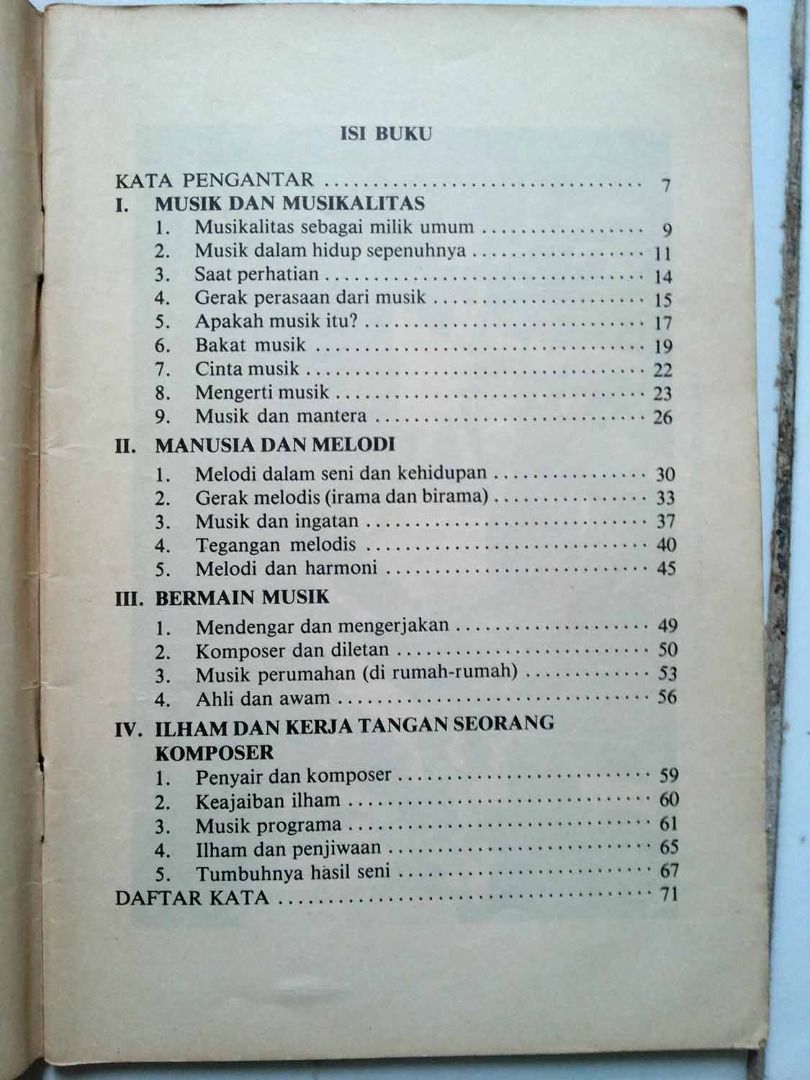 ISI BUKU
KATA PENGANTAR ................................ 7
I. MUSIK DAN MUSIKALITAS
1. Musikalitas sebagai milik umum ................. 9
2. Musik dalam hidup sepenuhnya .................. 11
3. Saat perhatian ................................ 14
4. Gerak perasaan dari musik ...................... 15
5. Apakah musik itu? ............................. 17
6. Bakat musik .................................. 19
7. Cinta musik ................................... 22
8. Mengerti musik ................................ 23
9. Musik dan mantera ............................ 26
II. MANUSIA DAN MELODI
1. Melodi dalam seni dan kehidupan ................ 30
2. Gerak melodis (irama dan birama) ................ 33
3. Musik dan ingatan ............................. 37
4. Tegangan melodis ............................. 40
5. Melodi dan harmoni ........................... 45
III. BERMAIN MUSIK
1. Mendengar dan mengerjakan .................... 49
2. Komposer dan diletan .......................... 50
3. Musik perumahan (di rumah-rumah) ............. 53
4. Ahli dan awam ................................ 56
IV. ILHAM DAN KERJA TANGAN SEORANG
KOMPOSER
1. Penyair dan komposer .......................... 59
2. Keajaiban ilham ............................... 60
3. Musik programa ............................... 61
4. Ilham dan penjiwaan ........................... 65
5. Tumbuhnya hasil seni .......................... 67
DAFTAR KATA ...................................... 71